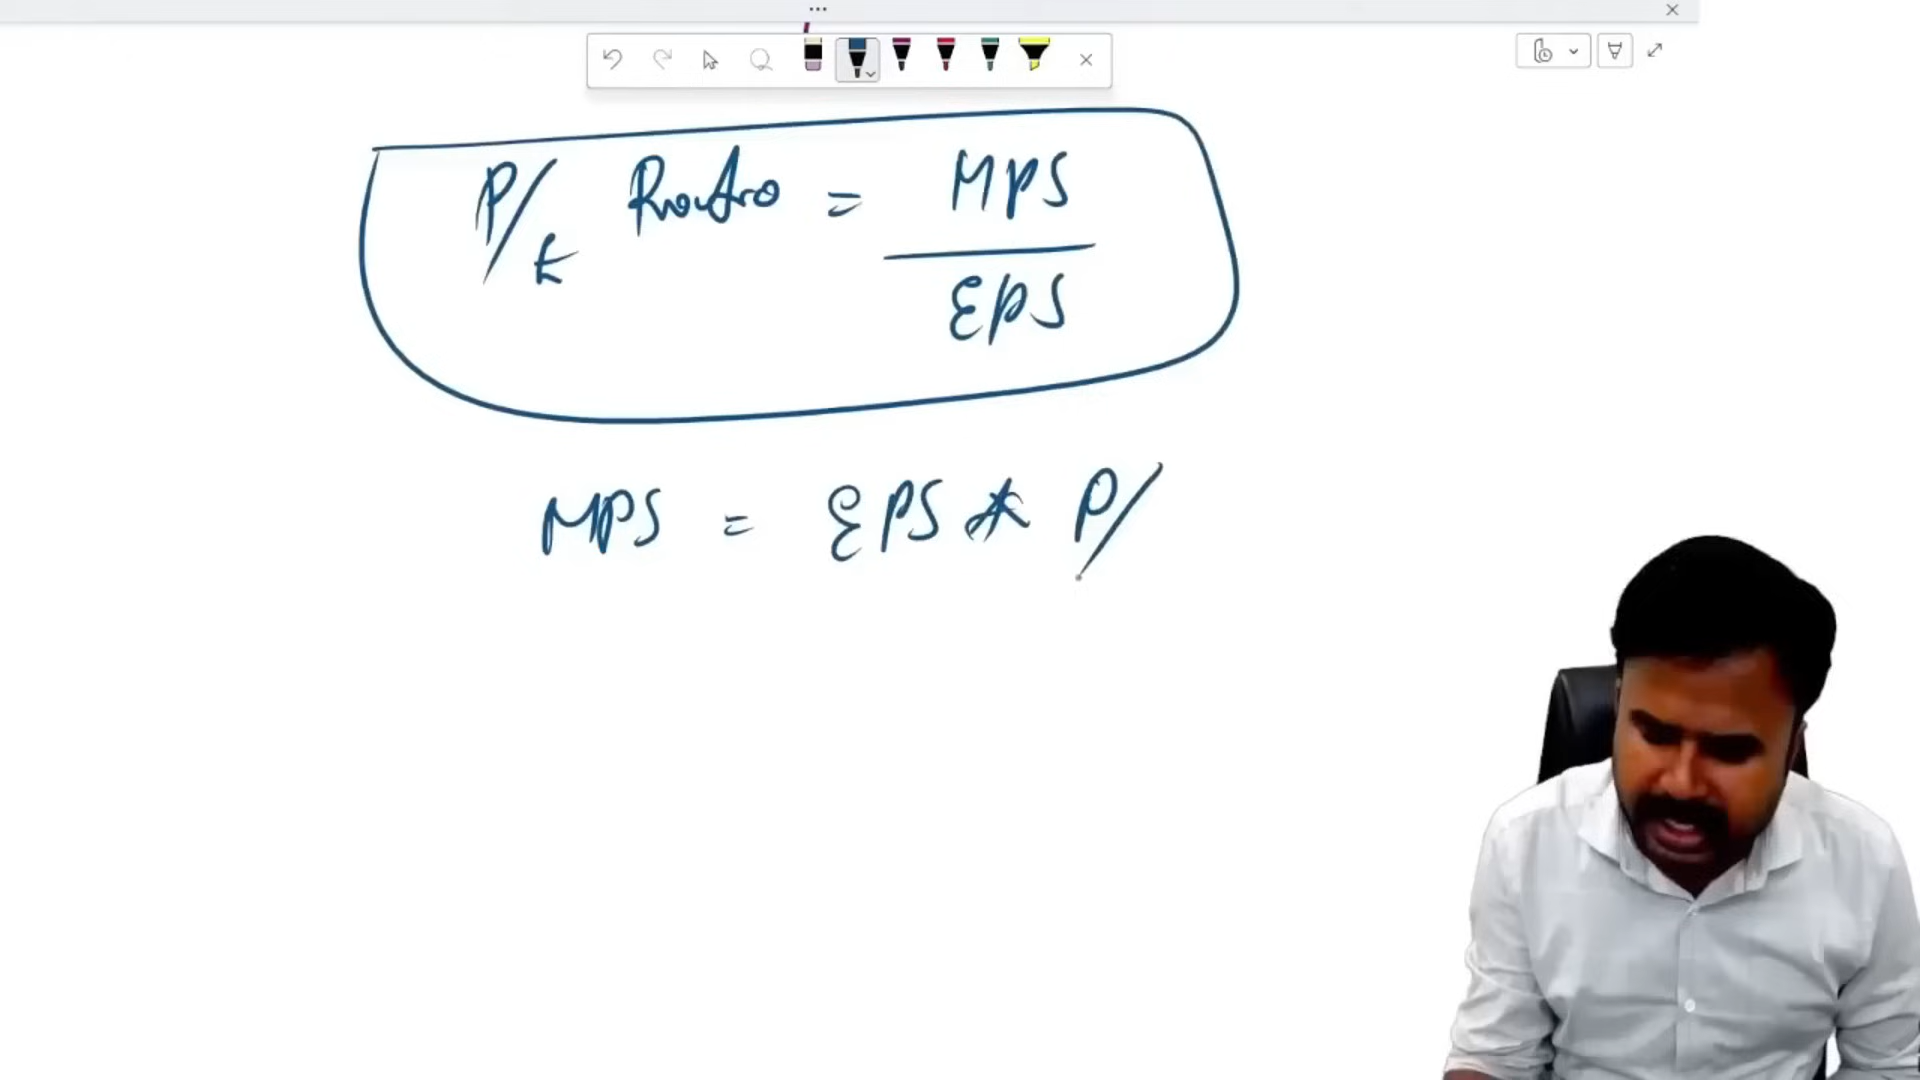 P/E Ratio = MPS
EPS
MPS = EPS * P/